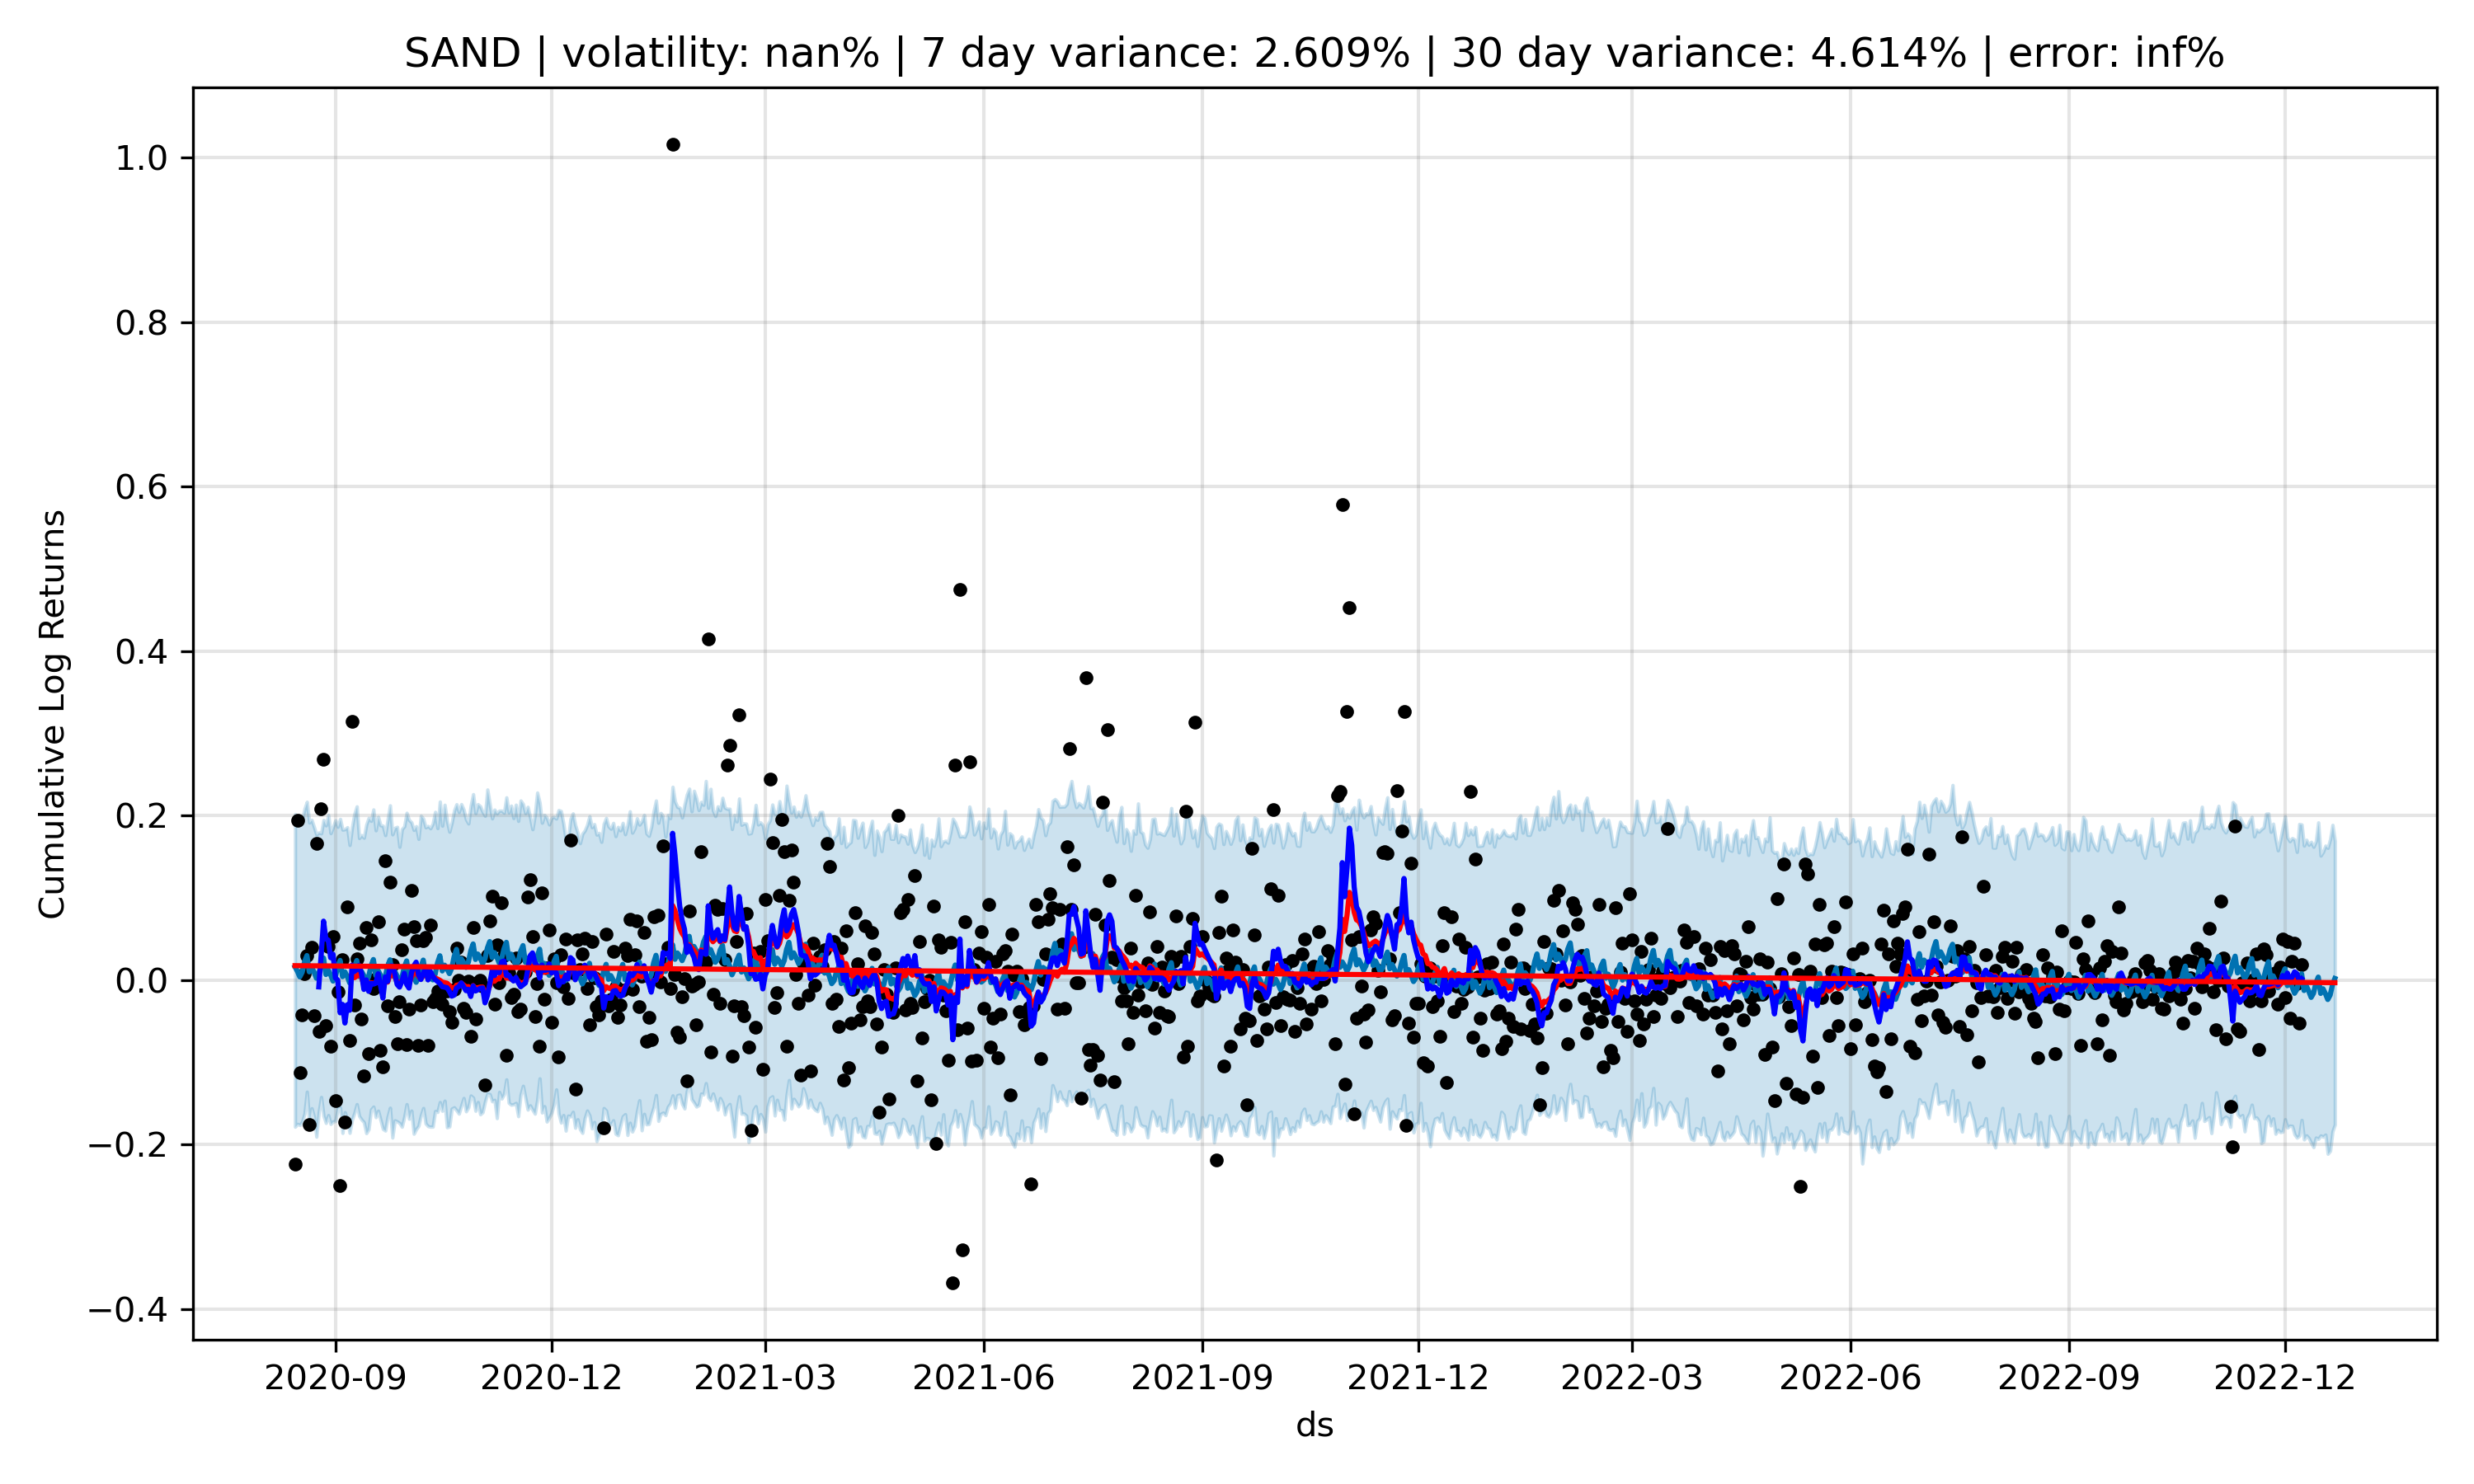 SAND | volatility: nan% | 7 day variance: 2.609% | 30 day variance: 4.614% | error: inf%
Cumulative Log Returns
1.0
0.8
0.6
0.4
0.2
0.0
−0.2
−0.4
2020-09 2020-12 2021-03 2021-06 2021-09 2021-12 2022-03 2022-06 2022-09 2022-12
ds